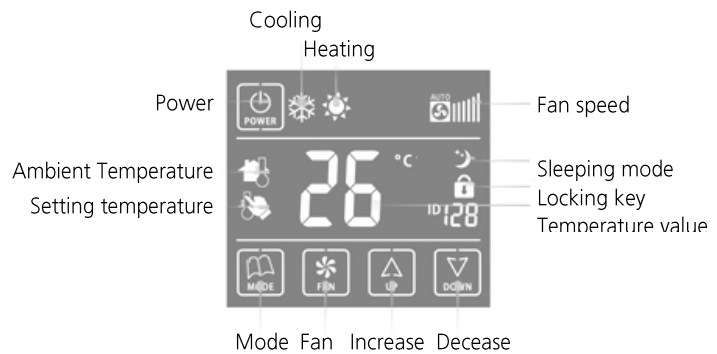 Cooling
Heating
Power
POWER
AUTO
Fan speed
Ambient Temperature
26 °C
Sleeping mode
Setting temperature
Locking key
ID 128
Temperature value
MODE
FAN
UP
DOWN
Mode Fan Increase Decease